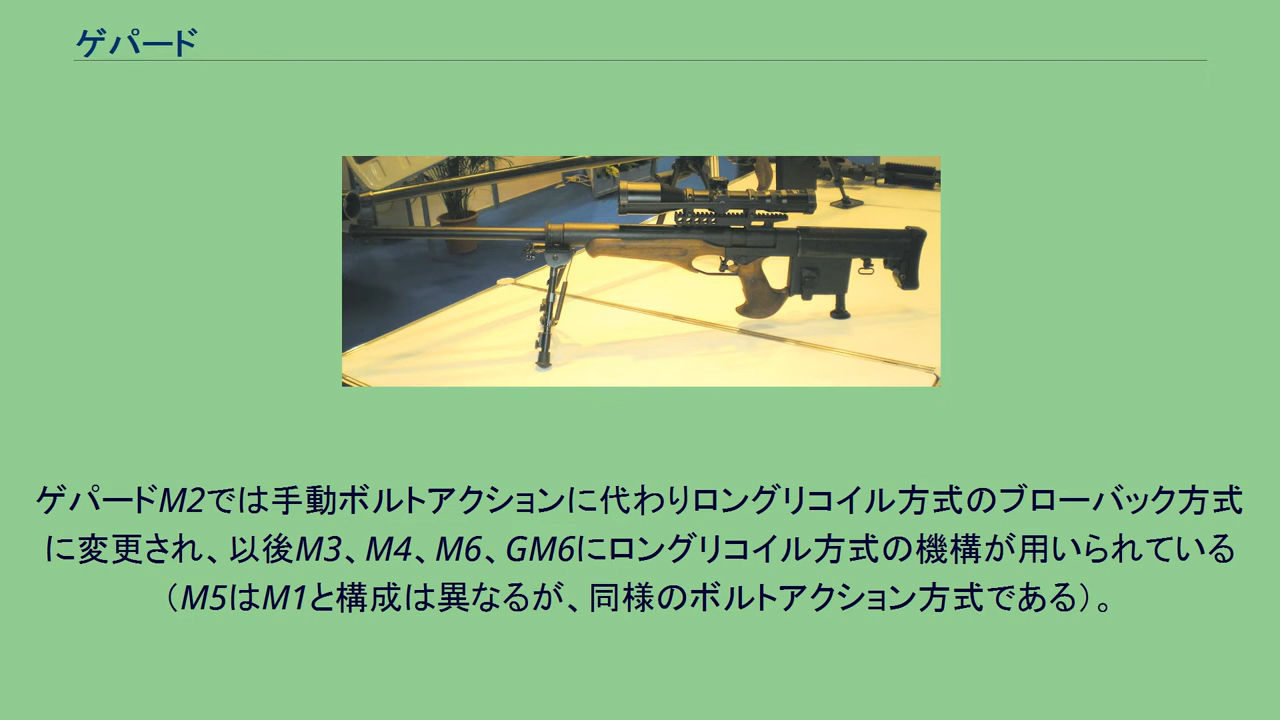 ゲパード
ゲパードM2では手動ボルトアクションに代わりロングリコイル方式のブローバック方式
に変更され、以後M3、M4、M6、GM6にロングリコイル方式の機構が用いられている
（M5はM1と構成は異なるが、同様のボルトアクション方式である）。